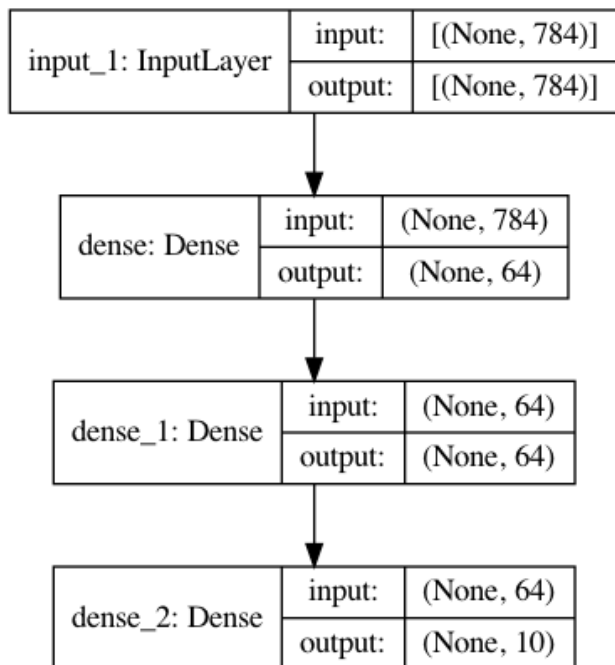 input_1: InputLayer
input: [(None, 784)]
output: [(None, 784)]
dense: Dense
input: (None, 784)
output: (None, 64)
dense_1: Dense
input: (None, 64)
output: (None, 64)
dense_2: Dense
input: (None, 64)
output: (None, 10)